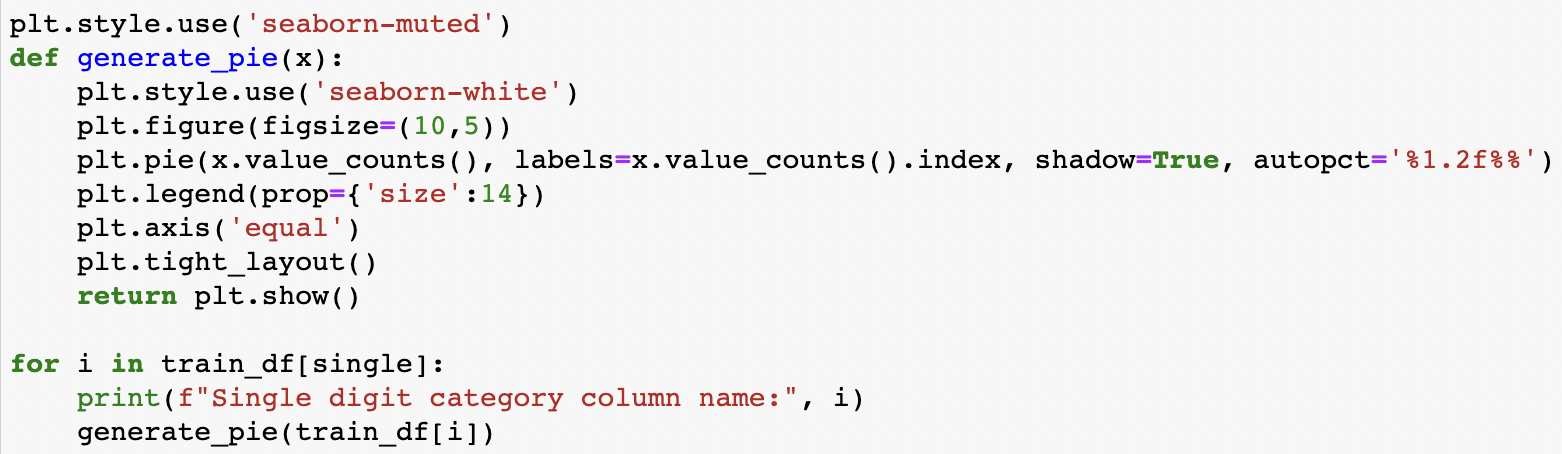 plt.style.use('seaborn-muted')
def generate_pie(x):
    plt.style.use('seaborn-white')
    plt.figure(figsize=(10,5))
    plt.pie(x.value_counts(), labels=x.value_counts().index, shadow=True, autopct='%1.2f%%')
    plt.legend(prop={'size':14})
    plt.axis('equal')
    plt.tight_layout()
    return plt.show()

for i in train_df[single]:
    print(f"Single digit category column name:", i)
    generate_pie(train_df[i])